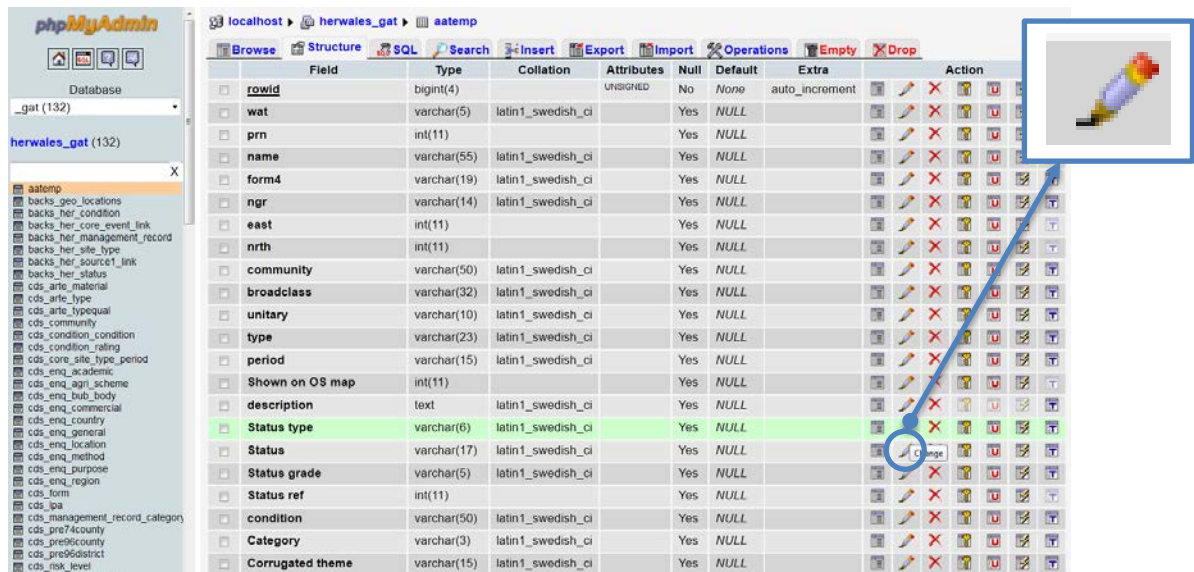 phpMyAdmin
Database
_gat (132)
herwales_gat (132)
X
aatemp
backs_geo_locations
backs_her_condition
backs_her_core_event_link
backs_her_management_record
backs_her_site_type
backs_her_source1_link
backs_her_status
cds_arte_material
cds_arte_type
cds_arte_typequal
cds_community
cds_condition_condition
cds_condition_rating
cds_core_site_type_period
cds_enq_academic
cds_enq_agri_scheme
cds_enq_bub_body
cds_enq_commercial
cds_enq_country
cds_enq_general
cds_enq_location
cds_enq_method
cds_enq_purpose
cds_enq_region
cds_form
cds_ipa
cds_management_record_category
cds_pre74county
cds_pre96county
cds_pre96district
cds_risk_level
localhost ▸ herwales_gat ▸ aatemp
Browse Structure SQL Search Insert Export Import Operations Empty Drop
Field Type Collation Attributes Null Default Extra Action
rowid bigint(4) UNSIGNED No None auto_increment
wat varchar(5) latin1_swedish_ci Yes NULL
prn int(11) Yes NULL
name varchar(55) latin1_swedish_ci Yes NULL
form4 varchar(19) latin1_swedish_ci Yes NULL
ngr varchar(14) latin1_swedish_ci Yes NULL
east int(11) Yes NULL
nrth int(11) Yes NULL
community varchar(50) latin1_swedish_ci Yes NULL
broadclass varchar(32) latin1_swedish_ci Yes NULL
unitary varchar(10) latin1_swedish_ci Yes NULL
type varchar(23) latin1_swedish_ci Yes NULL
period varchar(15) latin1_swedish_ci Yes NULL
Shown on OS map int(11) Yes NULL
description text latin1_swedish_ci Yes NULL
Status type varchar(6) latin1_swedish_ci Yes NULL
Status varchar(17) latin1_swedish_ci Yes NULL Change
Status grade varchar(5) latin1_swedish_ci Yes NULL
Status ref int(11) Yes NULL
condition varchar(50) latin1_swedish_ci Yes NULL
Category varchar(3) latin1_swedish_ci Yes NULL
Corrugated theme varchar(15) latin1_swedish_ci Yes NULL